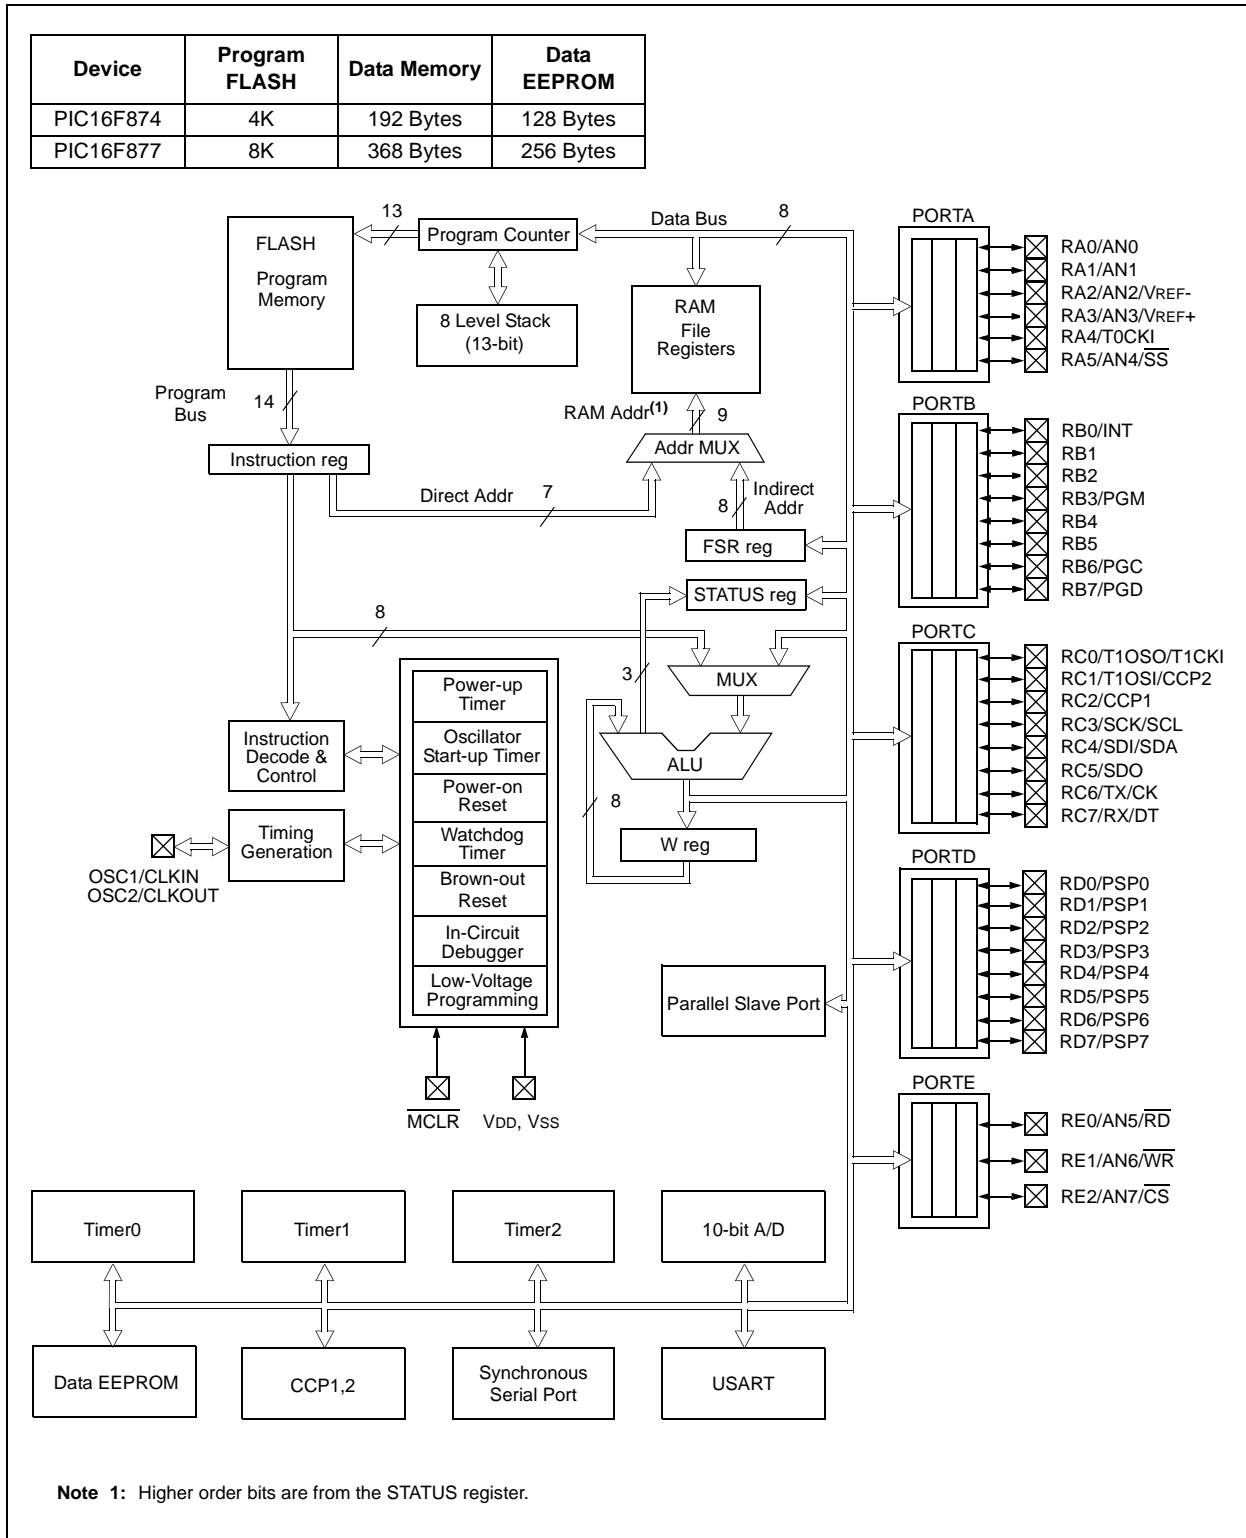 Device Program FLASH Data Memory Data EEPROM
PIC16F874 4K 192 Bytes 128 Bytes
PIC16F877 8K 368 Bytes 256 Bytes
FLASH
Program
Memory
13
Program Counter
Data Bus
8
8 Level Stack
(13-bit)
RAM
File
Registers
Program
Bus
14
RAM Addr(1)
9
Instruction reg
Addr MUX
Direct Addr
7
Indirect
Addr
8
FSR reg
STATUS reg
8
3
MUX
Power-up
Timer
Oscillator
Start-up Timer
Power-on
Reset
Watchdog
Timer
Brown-out
Reset
In-Circuit
Debugger
Low-Voltage
Programming
Instruction
Decode &
Control
ALU
8
W reg
Timing
Generation
OSC1/CLKIN
OSC2/CLKOUT
Parallel Slave Port
MCLR
VDD, VSS
PORTA
RA0/AN0
RA1/AN1
RA2/AN2/VREF-
RA3/AN3/VREF+
RA4/T0CKI
RA5/AN4/SS
PORTB
RB0/INT
RB1
RB2
RB3/PGM
RB4
RB5
RB6/PGC
RB7/PGD
PORTC
RC0/T1OSO/T1CKI
RC1/T1OSI/CCP2
RC2/CCP1
RC3/SCK/SCL
RC4/SDI/SDA
RC5/SDO
RC6/TX/CK
RC7/RX/DT
PORTD
RD0/PSP0
RD1/PSP1
RD2/PSP2
RD3/PSP3
RD4/PSP4
RD5/PSP5
RD6/PSP6
RD7/PSP7
PORTE
RE0/AN5/RD
RE1/AN6/WR
RE2/AN7/CS
Timer0
Timer1
Timer2
10-bit A/D
Data EEPROM
CCP1,2
Synchronous
Serial Port
USART
Note 1: Higher order bits are from the STATUS register.